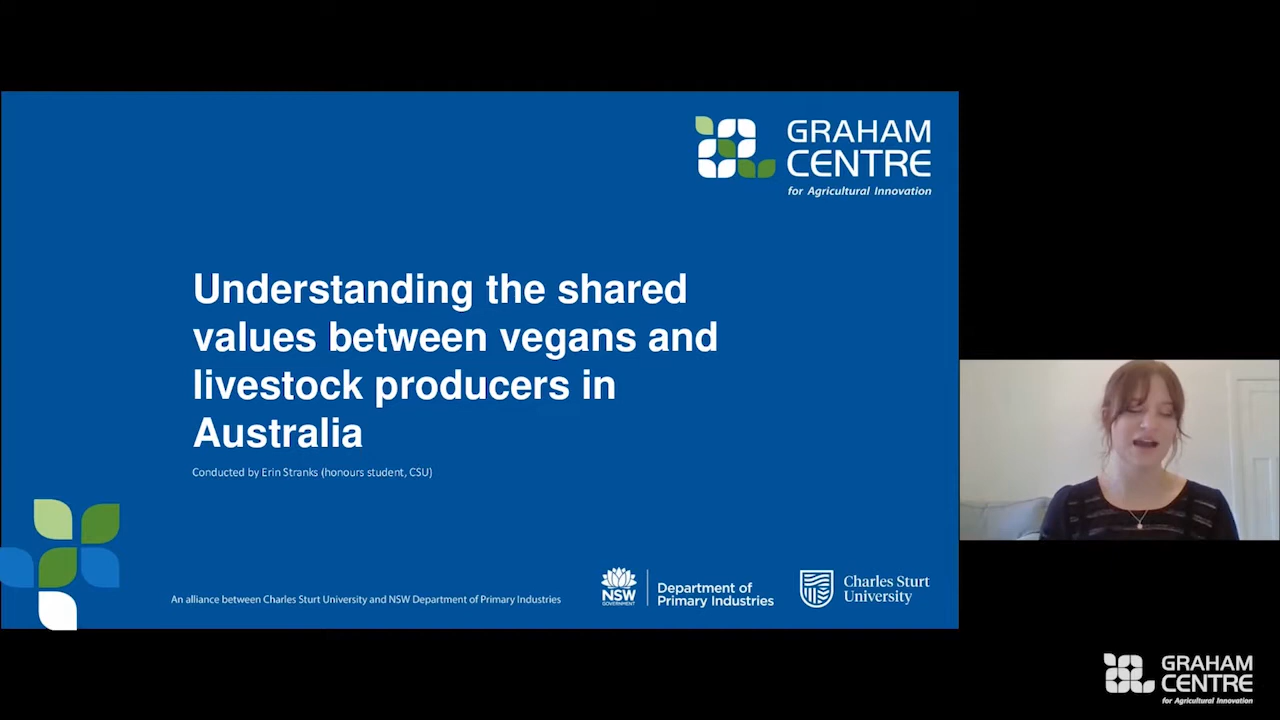 GRAHAM
CENTRE
for Agricultural Innovation
Understanding the shared
values between vegans and
livestock producers in
Australia
Conducted by Erin Stranks (honours student, CSU)
An alliance between Charles Sturt University and NSW Department of Primary Industries
NSW
GOVERNMENT
Department of
Primary Industries
Charles Sturt
University
GRAHAM
CENTRE
for Agricultural Innovation